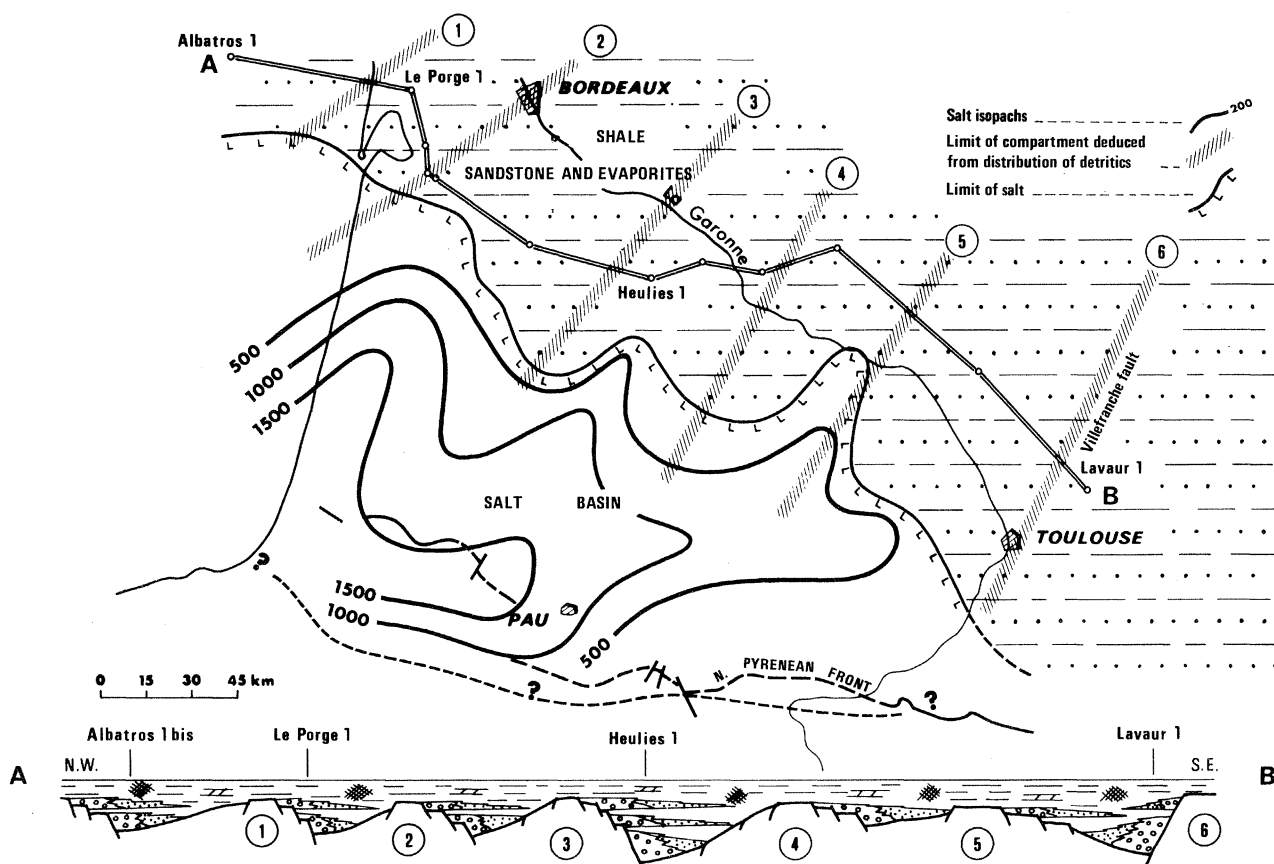 Albatros 1
A
1
Le Porge 1
2
BORDEAUX
3
SHALE
SANDSTONE AND EVAPORITES
4
Garonne
5
6
Heulies 1
Salt isopachs
200
Limit of compartment deduced
from distribution of detritics
Limit of salt
500
1000
1500
Villefranche fault
Lavaur 1
B
SALT BASIN
TOULOUSE
?
1500
1000
PAU
500
?
N. PYRENEAN FRONT
?
0 15 30 45 km
Albatros 1 bis
Le Porge 1
Heulies 1
Lavaur 1
A
N.W.
S.E.
B
1
2
3
4
5
6